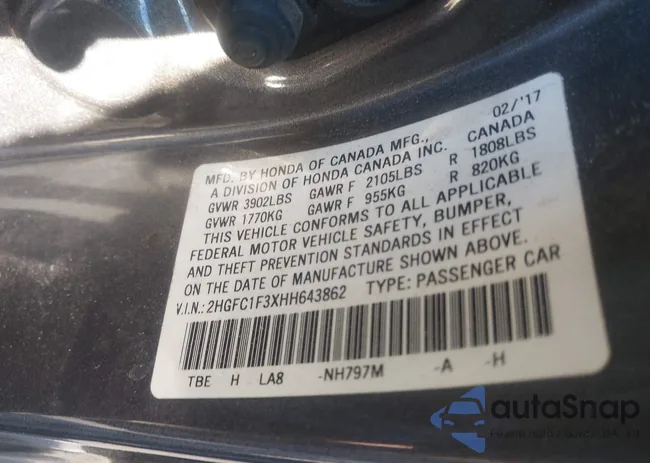 02/'17
MFD. BY HONDA OF CANADA MFG.,
A DIVISION OF HONDA CANADA INC. CANADA
GVWR 3902LBS GAWR F 2105LBS R 1808LBS
GVWR 1770KG GAWR F 955KG R 820KG
THIS VEHICLE CONFORMS TO ALL APPLICABLE
FEDERAL MOTOR VEHICLE SAFETY, BUMPER,
AND THEFT PREVENTION STANDARDS IN EFFECT
ON THE DATE OF MANUFACTURE SHOWN ABOVE.
V.I.N.: 2HGFC1F3XHH643862 TYPE: PASSENGER CAR
TBE H LA8 -NH797M -A -H
autaSnap